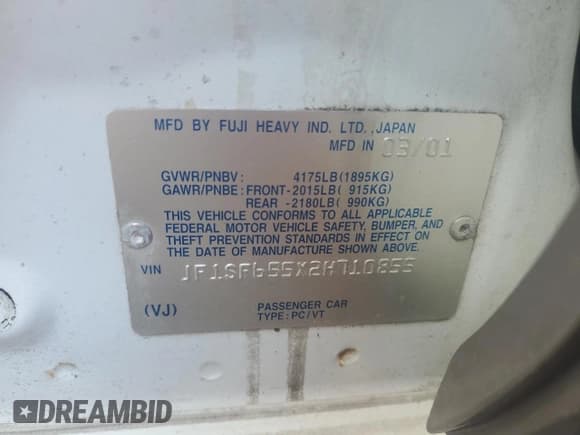 MFD BY FUJI HEAVY IND. LTD.,JAPAN
MFD IN 03/01
GVWR/PNBV: 4175LB(1895KG)
GAWR/PNBE: FRONT-2015LB( 915KG)
REAR -2180LB( 990KG)
THIS VEHICLE CONFORMS TO ALL APPLICABLE
FEDERAL MOTOR VEHICLE SAFETY, BUMPER, AND
THEFT PREVENTION STANDARDS IN EFFECT ON
THE DATE OF MANUFACTURE SHOWN ABOVE.
VIN JF1SF655X2H710855
(VJ) PASSENGER CAR
TYPE:PC/VT
DREAMBID